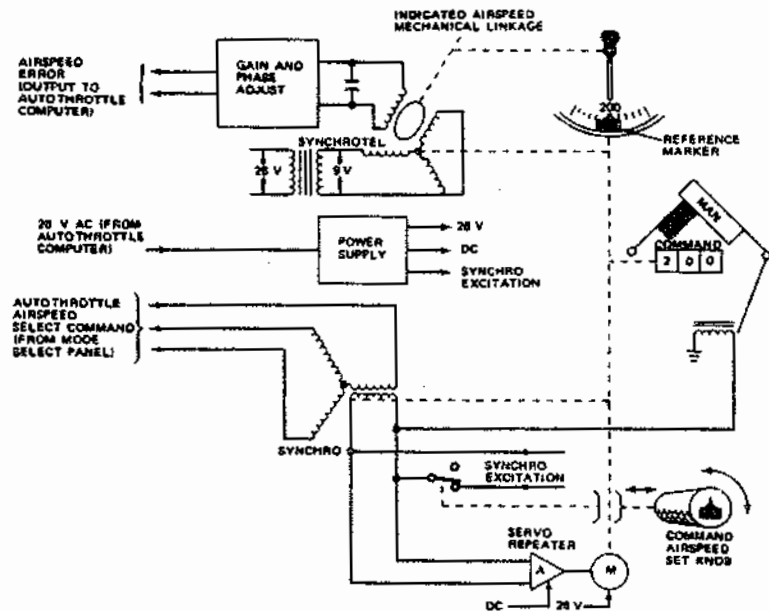 INDICATED AIRSPEED
MECHANICAL LINKAGE
AIRSPEED
ERROR
(OUTPUT TO
AUTOTHROTTLE
COMPUTER)
GAIN AND
PHASE
ADJUST
200
REFERENCE
MARKER
SYNCHROTEL
26 V
9 V
MAN
COMMAND
2 0 0
26 V AC (FROM
AUTOTHROTTLE
COMPUTER)
POWER
SUPPLY
26 V
DC
SYNCHRO
EXCITATION
AUTOTHROTTLE
AIRSPEED
SELECT COMMAND
(FROM MODE
SELECT PANEL)
SYNCHRO
SYNCHRO
EXCITATION
SERVO
REPEATER
A
M
COMMAND
AIRSPEED
SET KNOB
DC
26 V